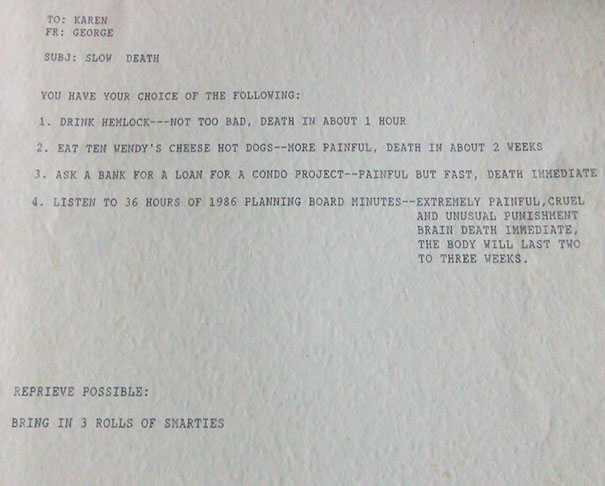 TO: KAREN
FR: GEORGE
SUBJ: SLOW DEATH
YOU HAVE YOUR CHOICE OF THE FOLLOWING:
1. DRINK HEMLOCK---NOT TOO BAD, DEATH IN ABOUT 1 HOUR
2. EAT TEN WENDY'S CHEESE HOT DOGS--MORE PAINFUL, DEATH IN ABOUT 2 WEEKS
3. ASK A BANK FOR A LOAN FOR A CONDO PROJECT--PAINFUL BUT FAST, DEATH IMMEDIATE
4. LISTEN TO 36 HOURS OF 1986 PLANNING BOARD MINUTES--EXTREMELY PAINFUL,CRUEL
AND UNUSUAL PUNISHMENT
BRAIN DEATH IMMEDIATE,
THE BODY WILL LAST TWO
TO THREE WEEKS.
REPRIEVE POSSIBLE:
BRING IN 3 ROLLS OF SMARTIES